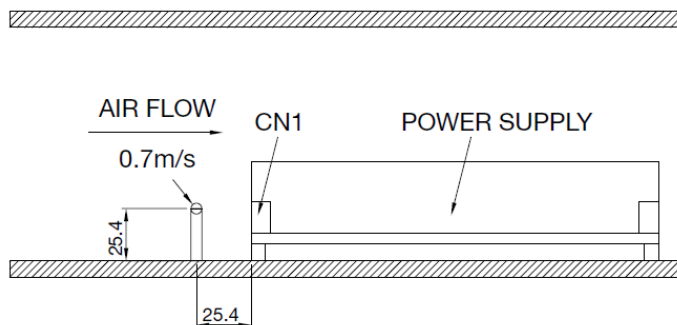 AIR FLOW
CN1
POWER SUPPLY
0.7m/s
25.4
25.4